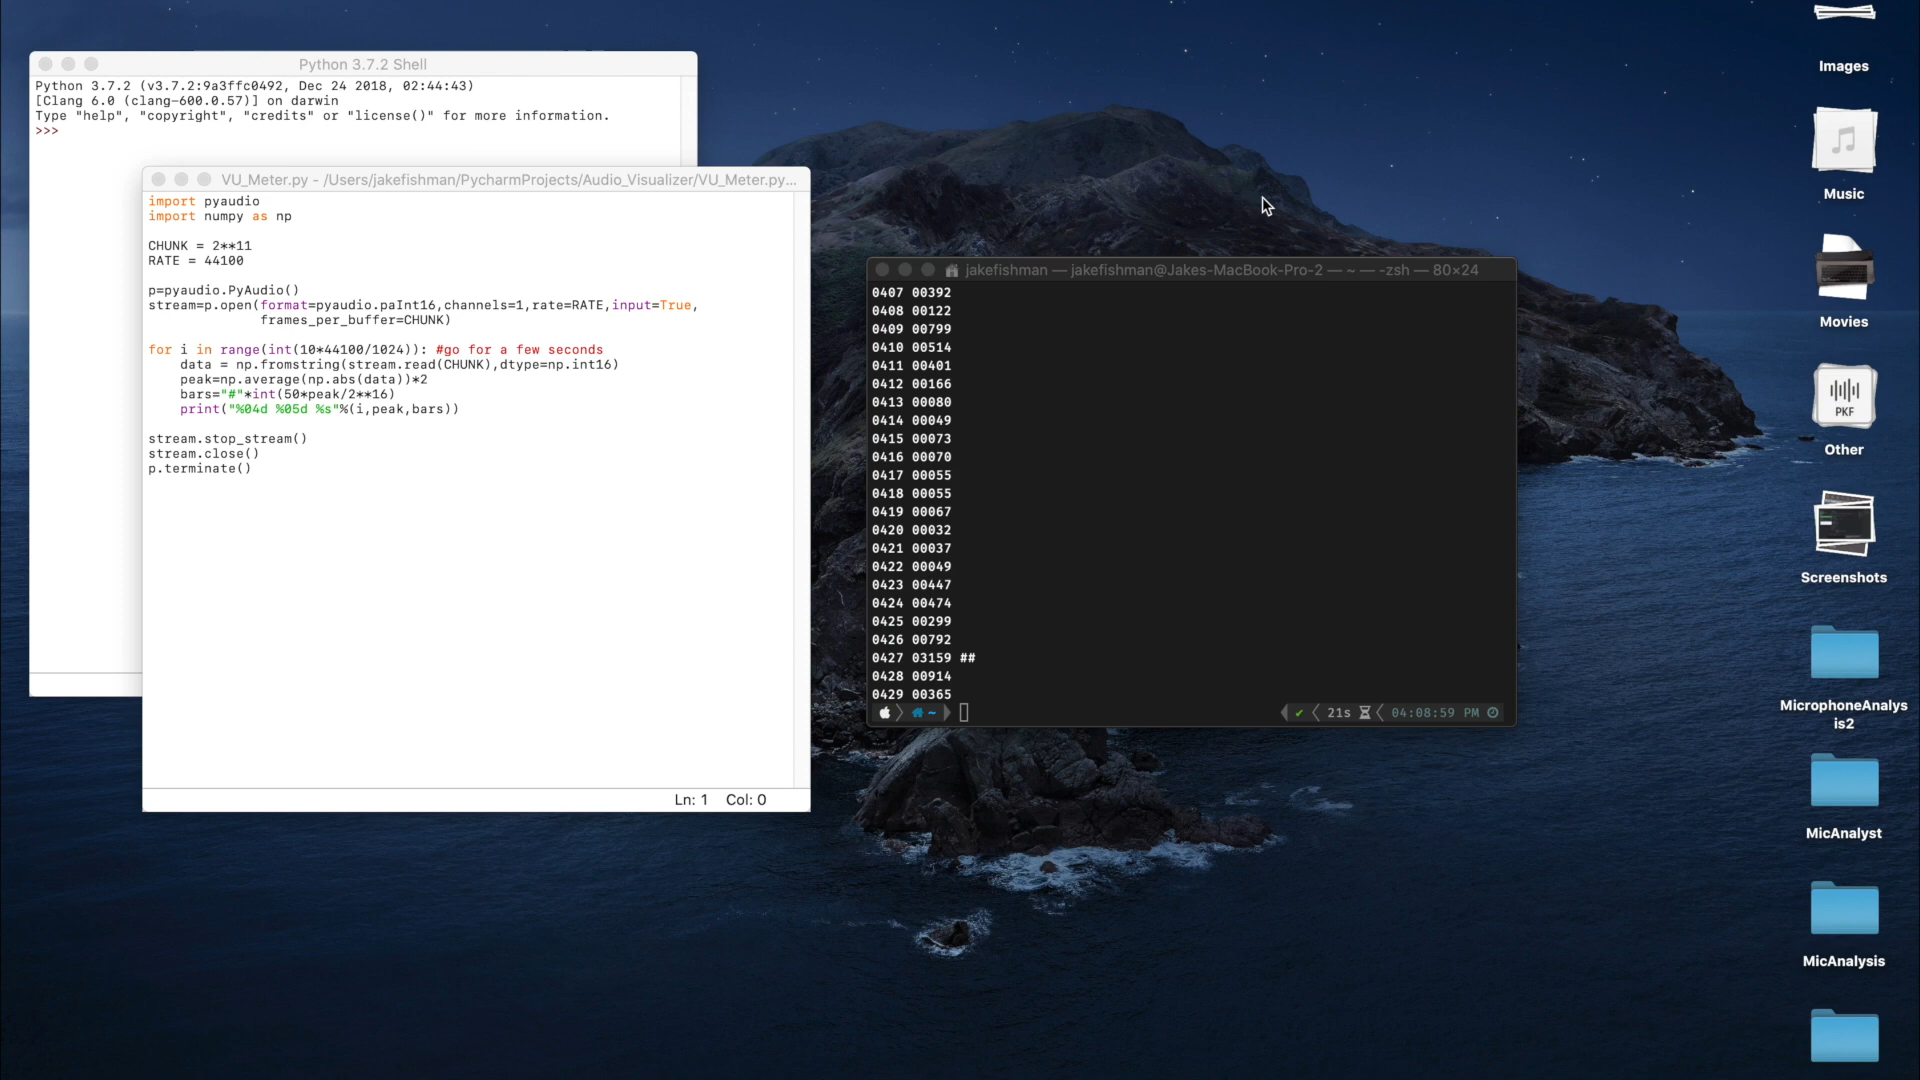 Python 3.7.2 Shell
Python 3.7.2 (v3.7.2:9a3ffc0492, Dec 24 2018, 02:44:43)
[Clang 6.0 (clang-600.0.57)] on darwin
Type "help", "copyright", "credits" or "license()" for more information.
>>>
VU_Meter.py - /Users/jakefishman/PycharmProjects/Audio_Visualizer/VU_Meter.py...
import pyaudio
import numpy as np
CHUNK = 2**11
RATE = 44100
p=pyaudio.PyAudio()
stream=p.open(format=pyaudio.paInt16,channels=1,rate=RATE,input=True,
              frames_per_buffer=CHUNK)
for i in range(int(10*44100/1024)): #go for a few seconds
    data = np.fromstring(stream.read(CHUNK),dtype=np.int16)
    peak=np.average(np.abs(data))*2
    bars="#"*int(50*peak/2**16)
    print("%04d %05d %s"%(i,peak,bars))
stream.stop_stream()
stream.close()
p.terminate()
Ln: 1 Col: 0
jakefishman — jakefishman@Jakes-MacBook-Pro-2 — ~ — -zsh — 80×24
0407 00392
0408 00122
0409 00799
0410 00514
0411 00401
0412 00166
0413 00080
0414 00049
0415 00073
0416 00070
0417 00055
0418 00055
0419 00067
0420 00032
0421 00037
0422 00049
0423 00447
0424 00474
0425 00299
0426 00792
0427 03159 ##
0428 00914
0429 00365
~ ✔ 21s 04:08:59 PM
Images
Music
Movies
PKF
Other
Screenshots
MicrophoneAnalys
is2
MicAnalyst
MicAnalysis